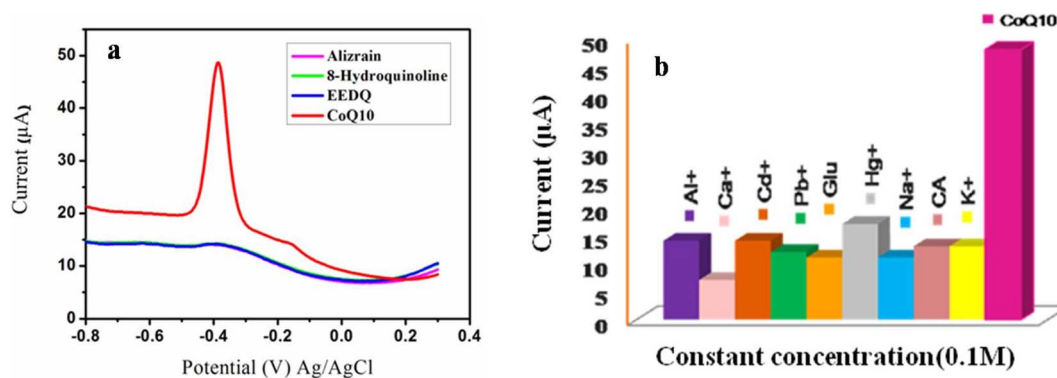 a
Alizrain
8-Hydroquinoline
EEDQ
CoQ10
Current (µA)
50
40
30
20
10
0
-0.8
-0.6
-0.4
-0.2
0.0
0.2
0.4
Potential (V) Ag/AgCl
b
CoQ10
Current (µA)
50
45
40
35
30
25
20
15
10
5
0
Al+
Ca+
Cd+
Pb+
Glu
Hg+
Na+
CA
K+
Constant concentration(0.1M)